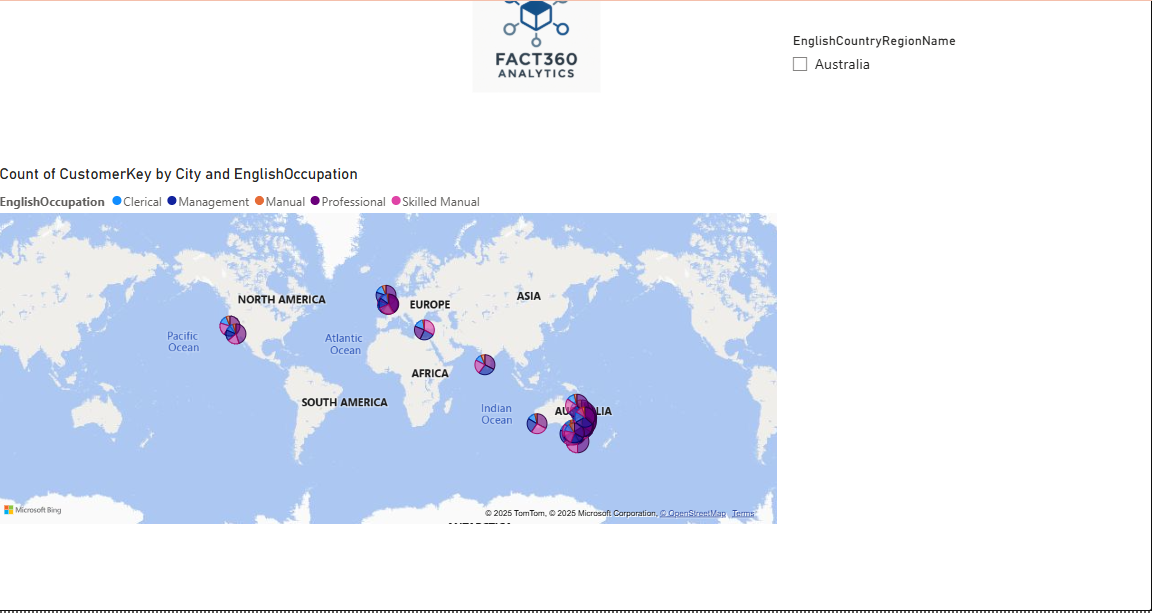 FACT360
ANALYTICS
EnglishCountryRegionName
Australia
Count of CustomerKey by City and EnglishOccupation
EnglishOccupation Clerical Management Manual Professional Skilled Manual
NORTH AMERICA
EUROPE
ASIA
Pacific
Ocean
Atlantic
Ocean
AFRICA
SOUTH AMERICA
Indian
Ocean
Microsoft Bing
© 2025 TomTom, © 2025 Microsoft Corporation, © OpenStreetMap Terms